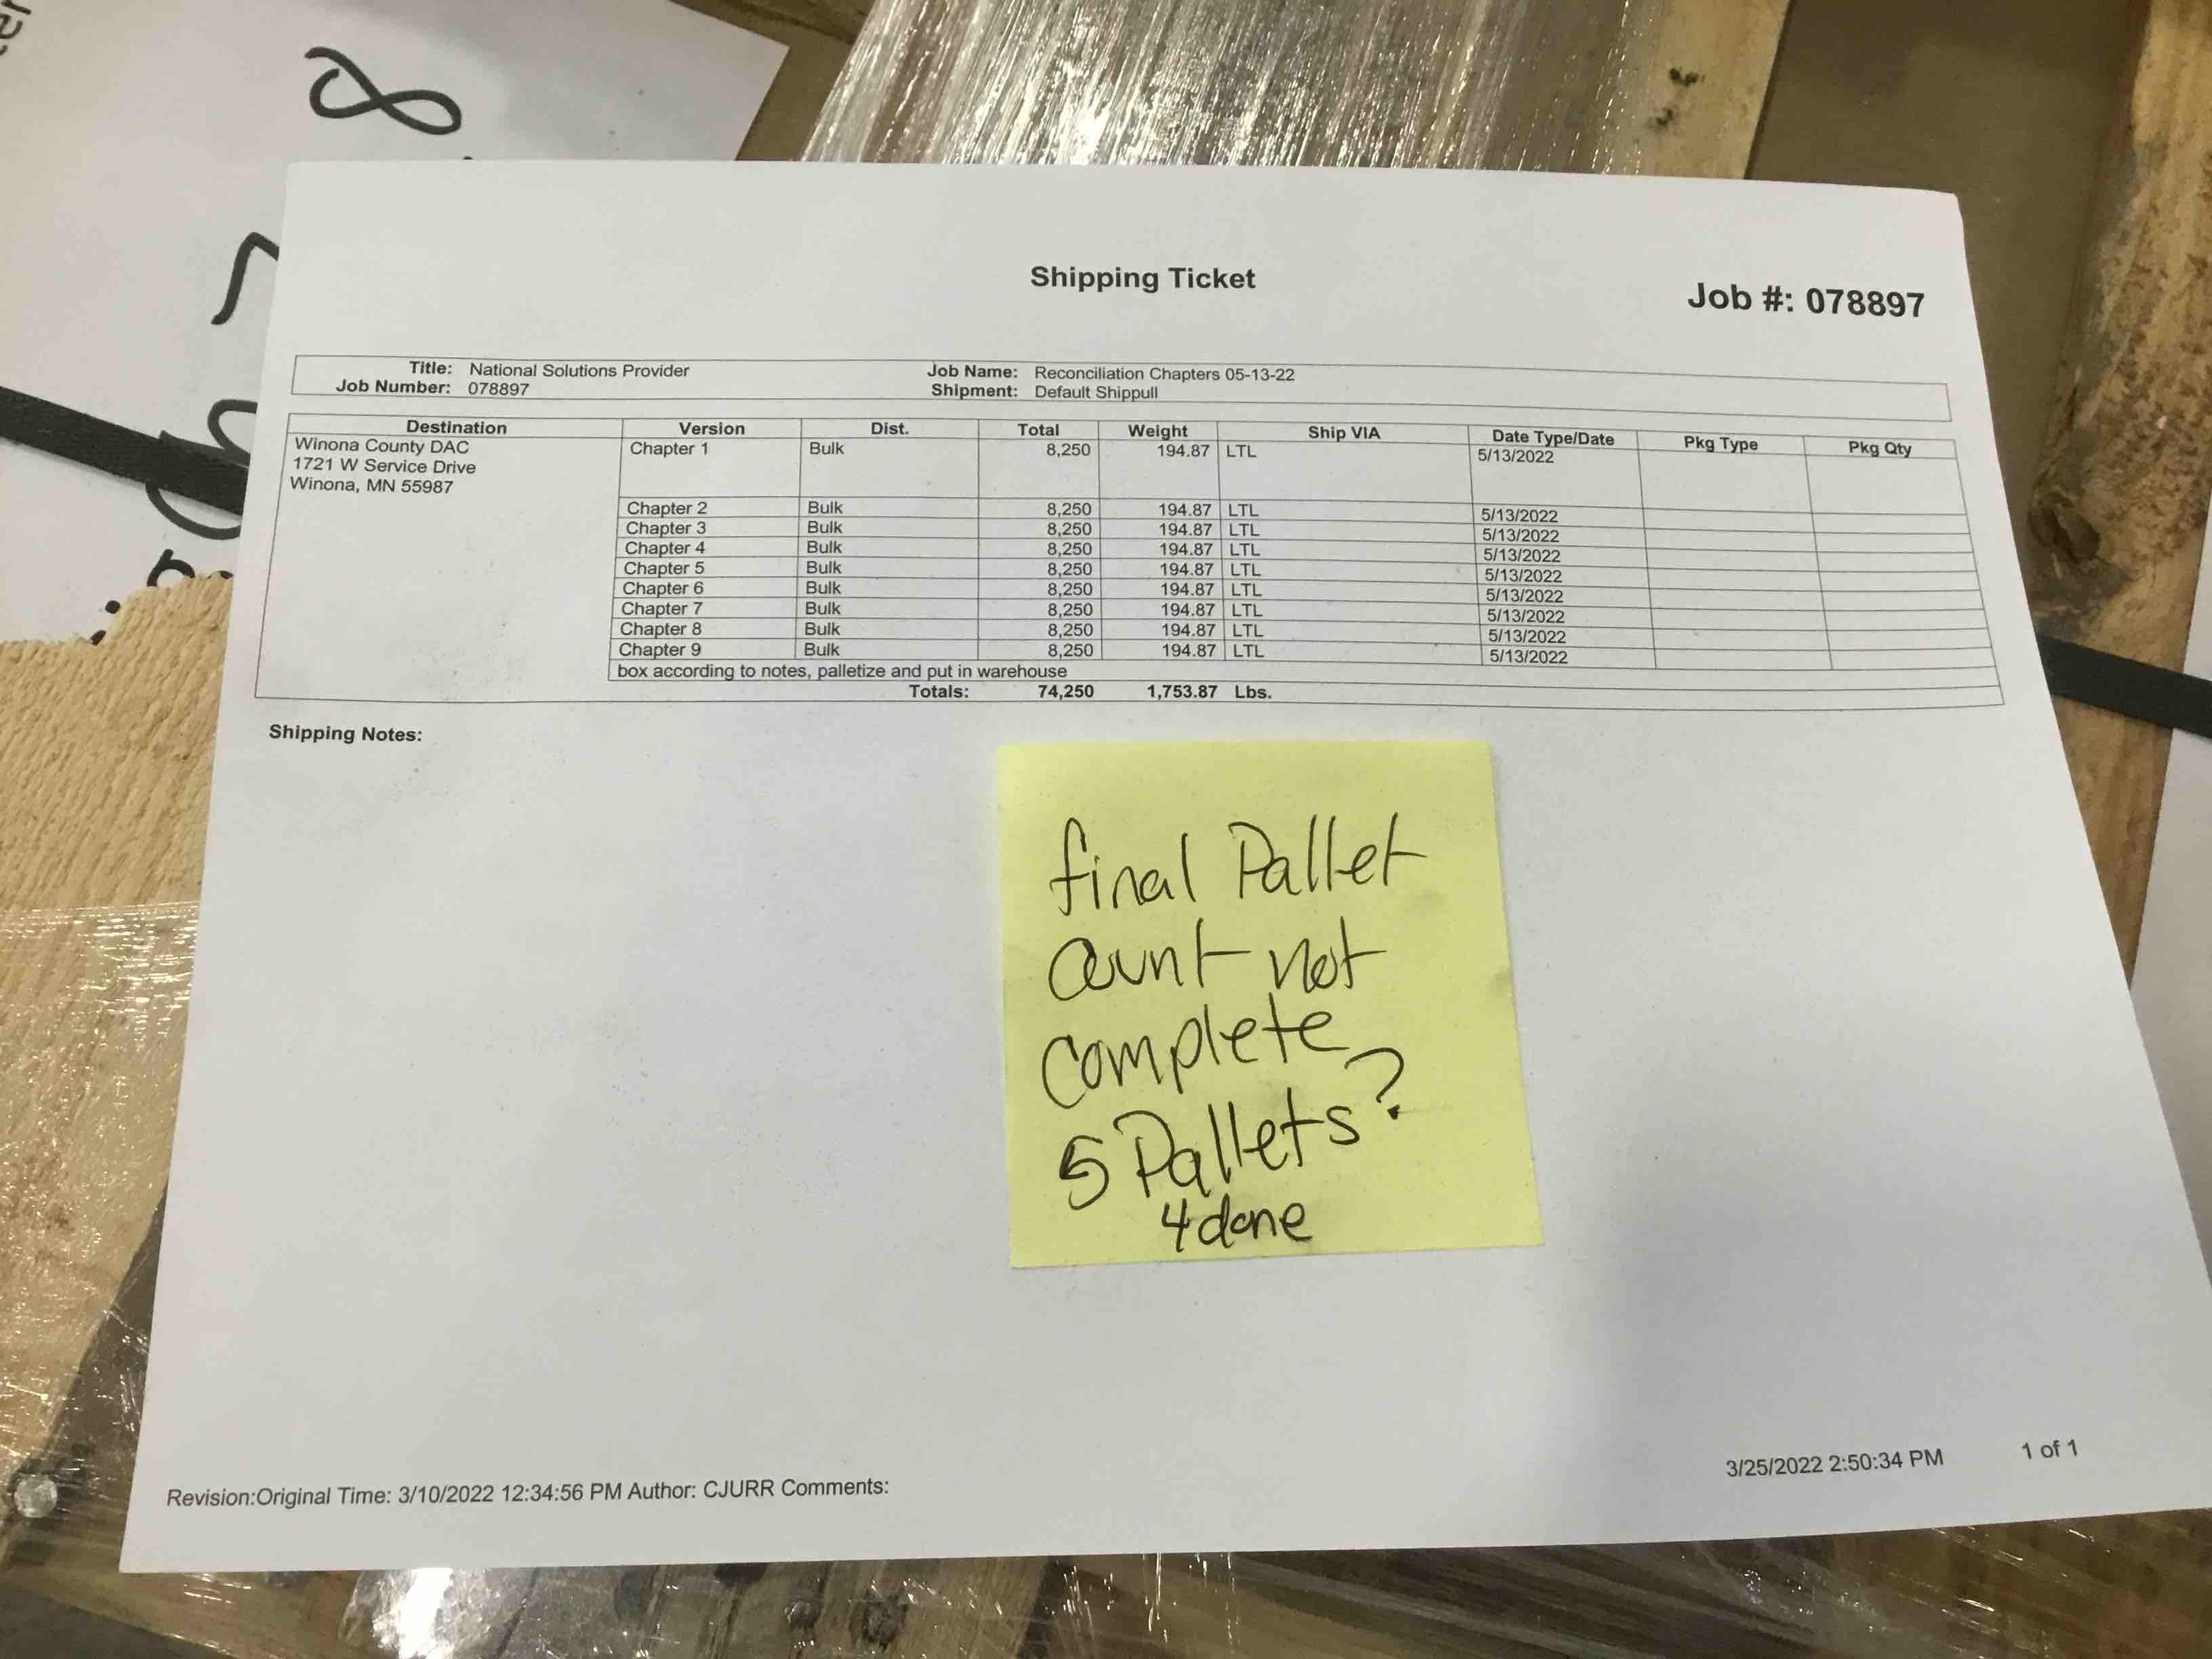 8
Shipping Ticket
Job #: 078897
Title: National Solutions Provider Job Name: Reconciliation Chapters 05-13-22
Job Number: 078897 Shipment: Default Shippull
Destination Version Dist. Total Weight Ship VIA Date Type/Date Pkg Type Pkg Qty
Winona County DAC Chapter 1 Bulk 8,250 194.87 LTL 5/13/2022
1721 W Service Drive
Winona, MN 55987
Chapter 2 Bulk 8,250 194.87 LTL 5/13/2022
Chapter 3 Bulk 8,250 194.87 LTL 5/13/2022
Chapter 4 Bulk 8,250 194.87 LTL 5/13/2022
Chapter 5 Bulk 8,250 194.87 LTL 5/13/2022
Chapter 6 Bulk 8,250 194.87 LTL 5/13/2022
Chapter 7 Bulk 8,250 194.87 LTL 5/13/2022
Chapter 8 Bulk 8,250 194.87 LTL 5/13/2022
Chapter 9 Bulk 8,250 194.87 LTL 5/13/2022
box according to notes, palletize and put in warehouse
Totals: 74,250 1,753.87 Lbs.
Shipping Notes:
final Pallet
count not
complete
5 Pallets?
4 done
Revision:Original Time: 3/10/2022 12:34:56 PM Author: CJURR Comments:
3/25/2022 2:50:34 PM 1 of 1